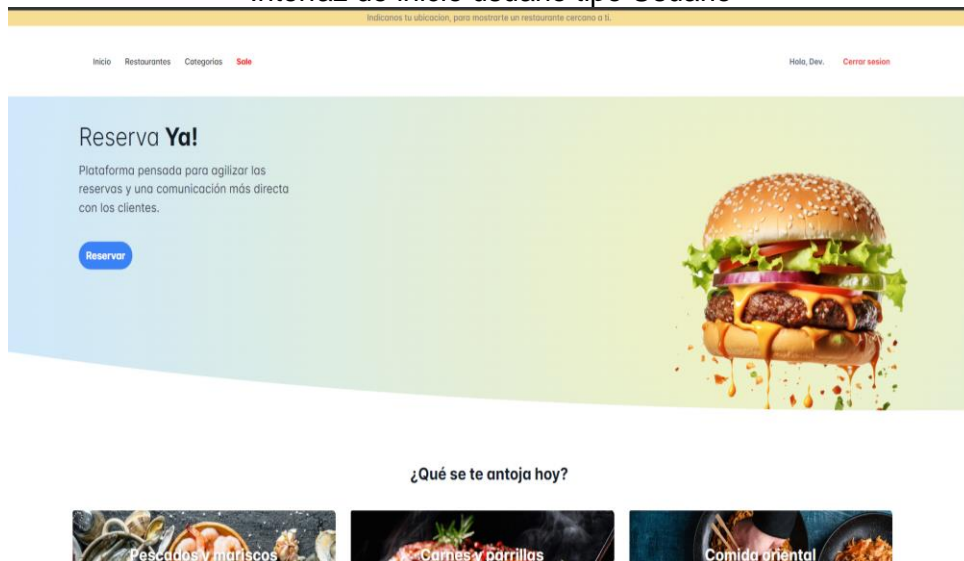 Interfaz de inicio usuario tipo Usuario
Indicanos tu ubicacion, para mostrarte un restaurante cercano a ti.
Inicio Restaurantes Categorias Sale Hola, Dev. Cerrar sesion
Reserva Ya!
Plataforma pensada para agilizar las
reservas y una comunicación más directa
con los clientes.
Reservar
¿Qué se te antoja hoy?
Pescados y mariscos Carnes y parrillas Comida oriental